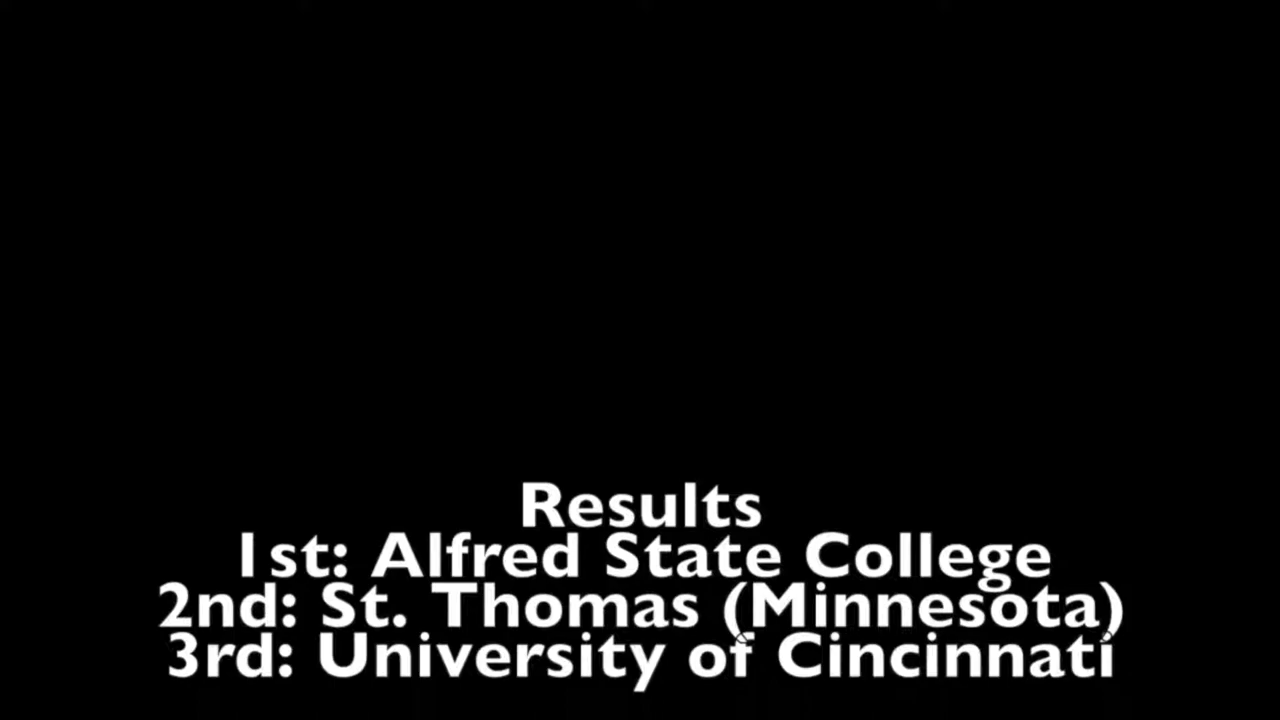 Results
1st: Alfred State College
2nd: St. Thomas (Minnesota)
3rd: University of Cincinnati